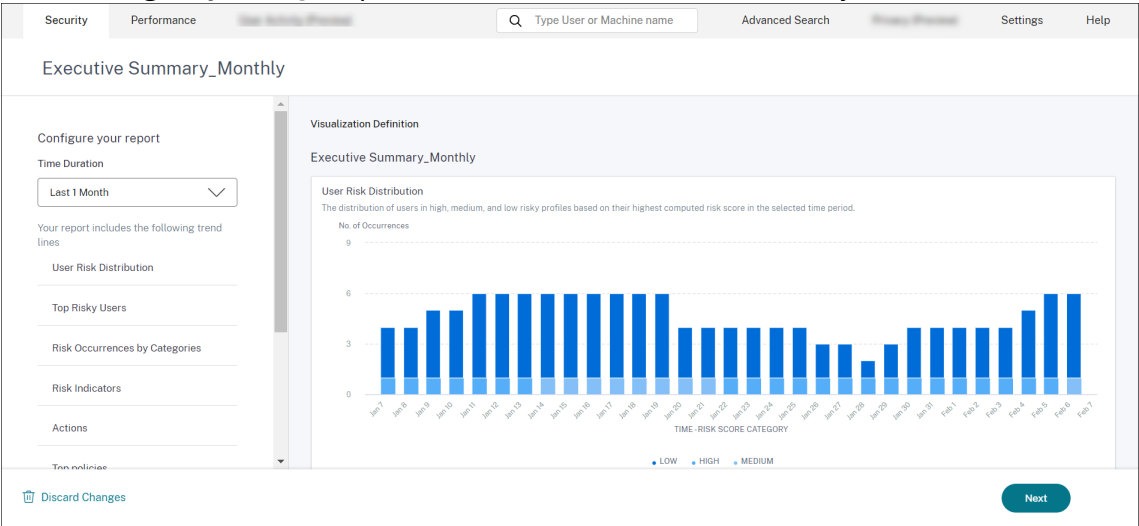 Security Performance Type User or Machine name Advanced Search Settings Help
Executive Summary_Monthly
Configure your report
Time Duration
Last 1 Month
Your report includes the following trend
lines
User Risk Distribution
Top Risky Users
Risk Occurrences by Categories
Risk Indicators
Actions
Top policies
Visualization Definition
Executive Summary_Monthly
User Risk Distribution
The distribution of users in high, medium, and low risky profiles based on their highest computed risk score in the selected time period.
No. of Occurrences
9
6
3
0
Jan 7 Jan 8 Jan 9 Jan 10 Jan 11 Jan 12 Jan 13 Jan 14 Jan 15 Jan 16 Jan 17 Jan 18 Jan 19 Jan 20 Jan 21 Jan 22 Jan 23 Jan 24 Jan 25 Jan 26 Jan 27 Jan 28 Jan 29 Jan 30 Jan 31 Feb 1 Feb 2 Feb 3 Feb 4 Feb 5 Feb 6 Feb 7
TIME-RISK SCORE CATEGORY
LOW HIGH MEDIUM
Discard Changes
Next